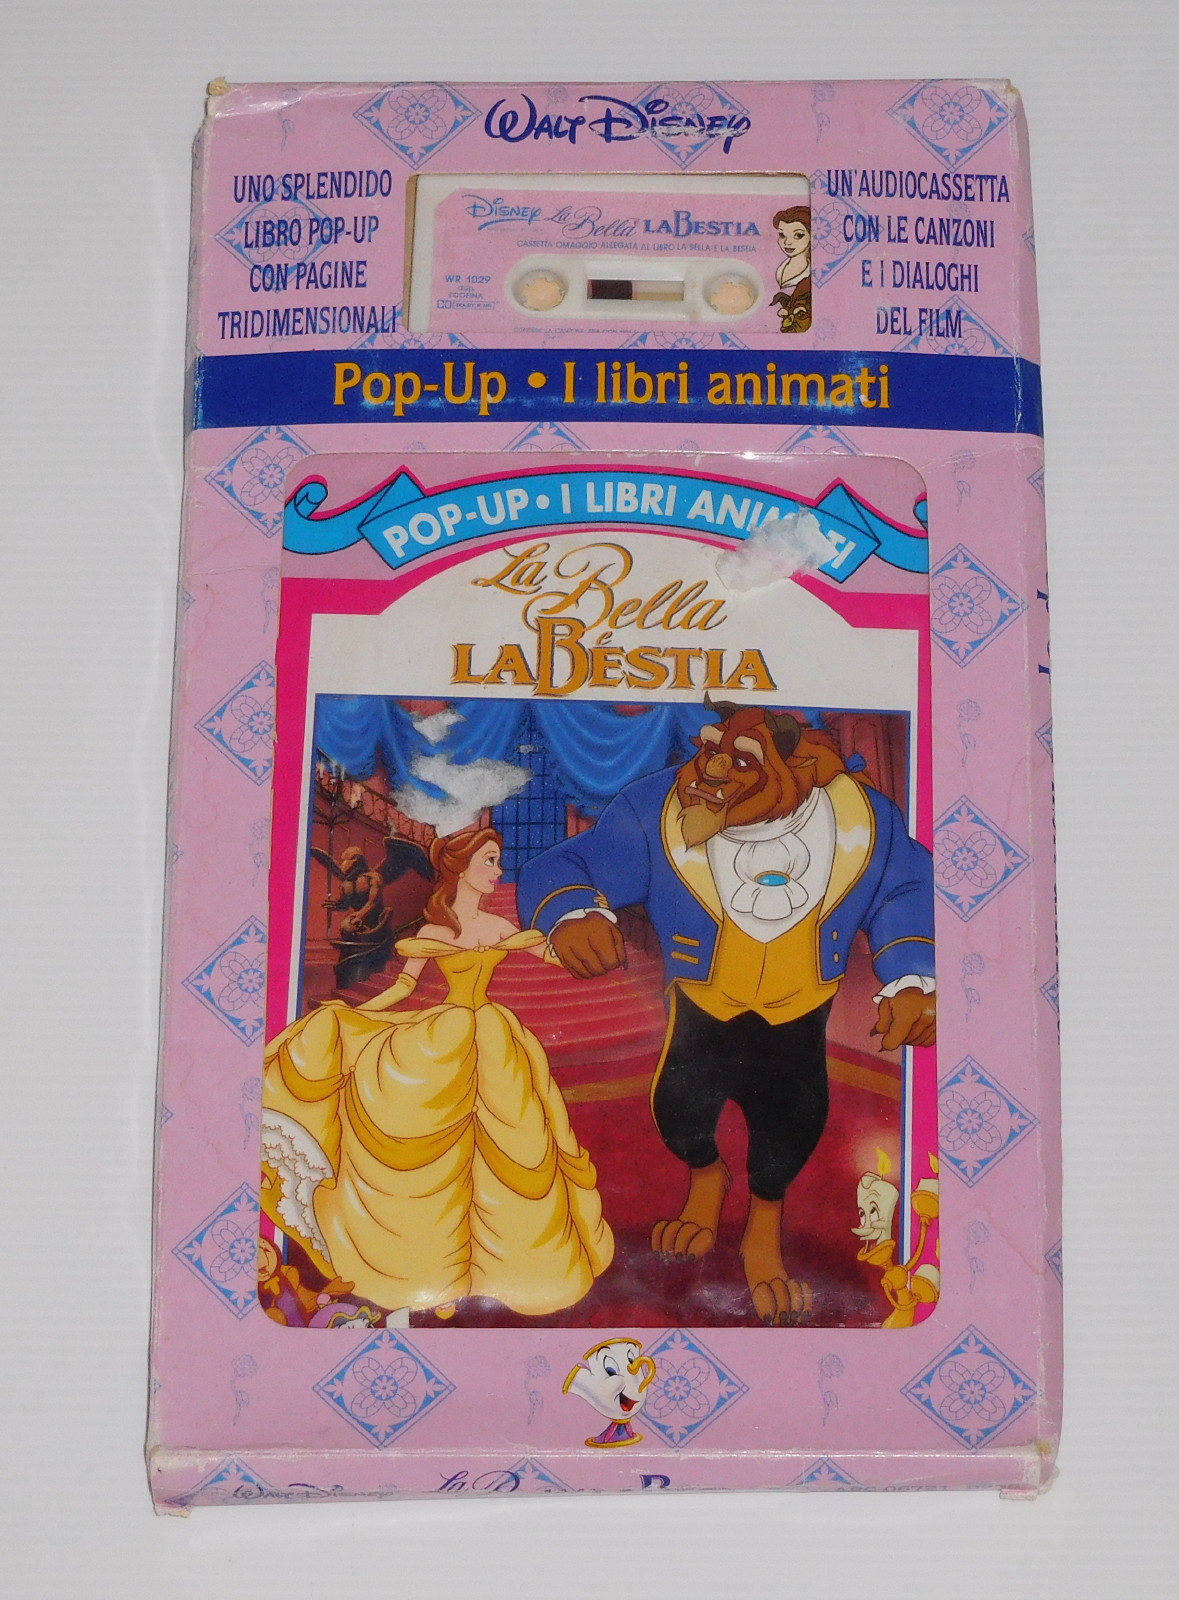 WALT DISNEY
UNO SPLENDIDO
LIBRO POP-UP
CON PAGINE
TRIDIMENSIONALI
DISNEY La Bella e LA BESTIA
CASSETTA OMAGGIO ALLEGATA AL LIBRO LA BELLA E LA BESTIA
WR 1029
UN'AUDIOCASSETTA
CON LE CANZONI
E I DIALOGHI
DEL FILM
Pop-Up • I libri animati
POP-UP • I LIBRI ANIMATI
La Bella
e
LA BESTIA
WALT DISNEY